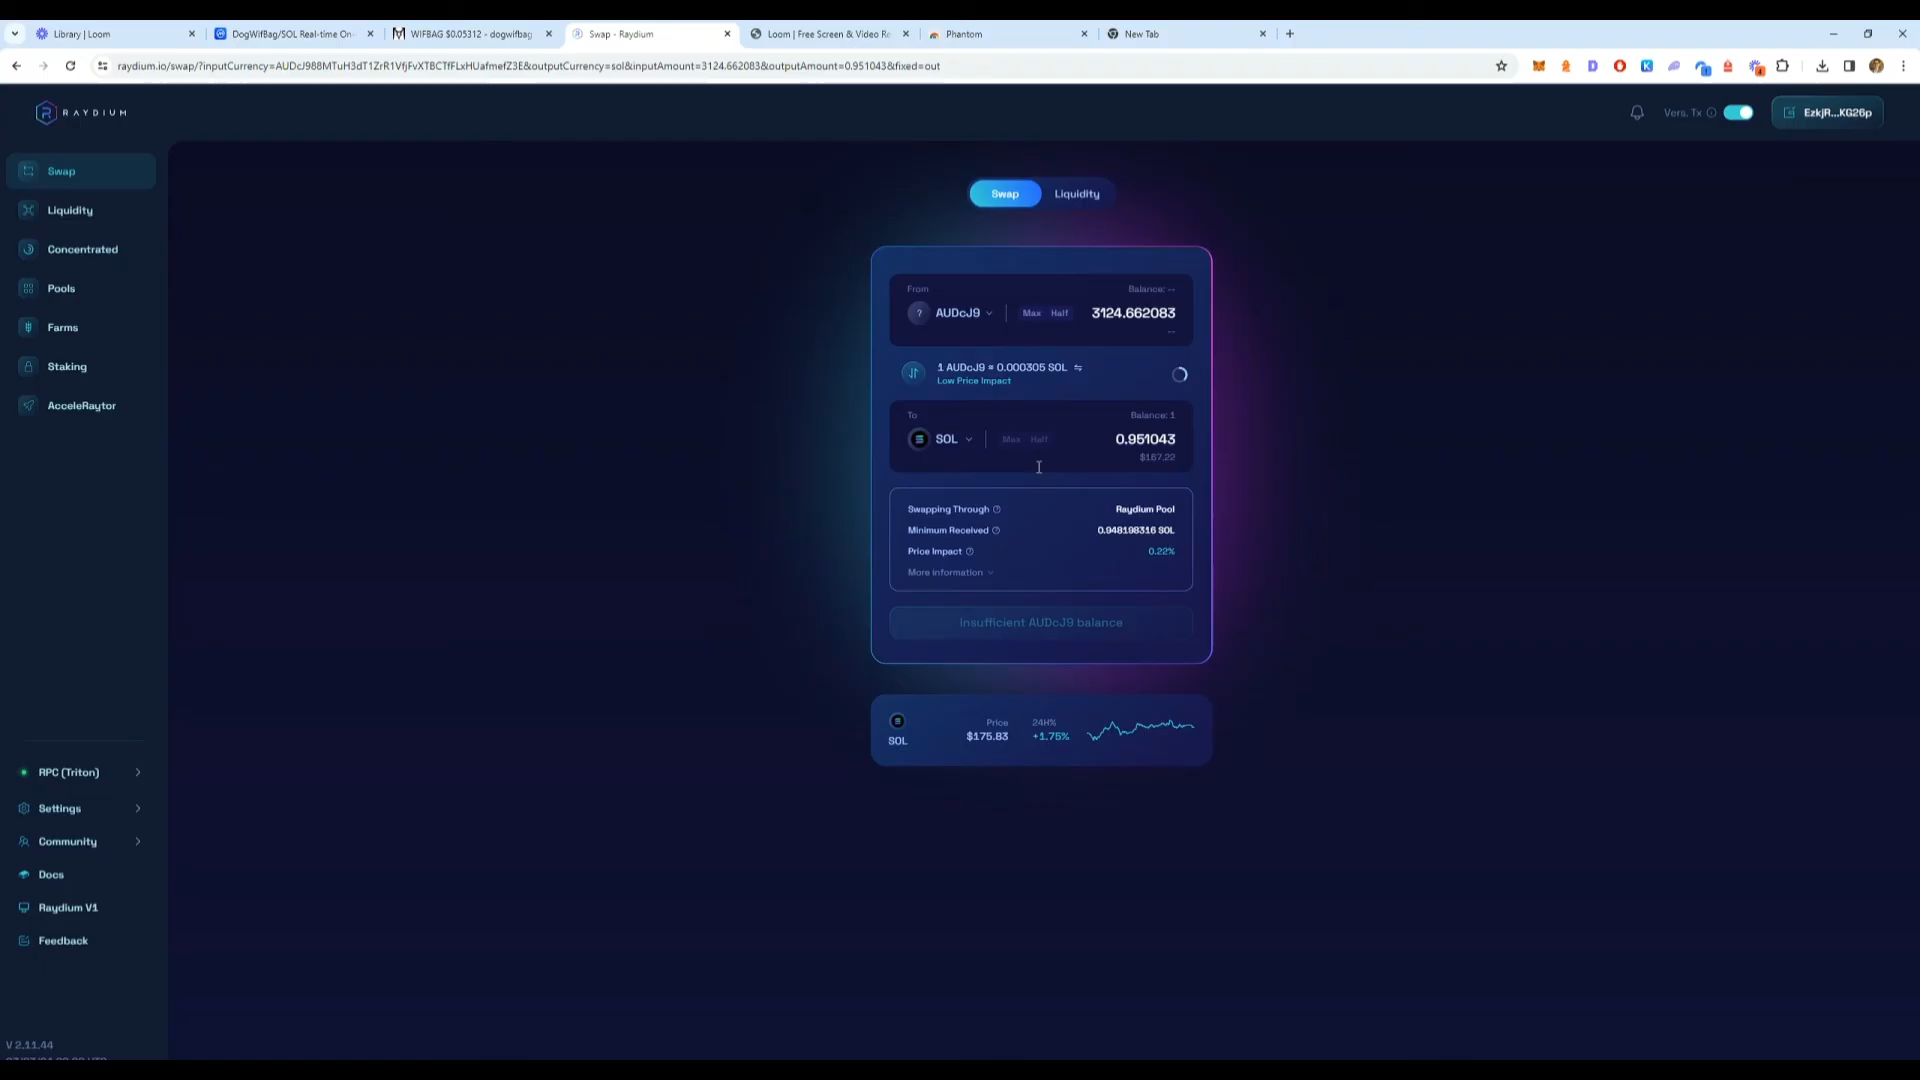 Library | Loom
DogWifBag/SOL Real-time On-
WIFBAG $0.05312 - dogwifbag
Swap - Raydium
Loom | Free Screen & Video Re
Phantom
New Tab
raydium.io/swap/?inputCurrency=AUDcJ988MTuH3dT1ZrR1VfjFvXTBCTfFLxHUafmefZ3E&outputCurrency=sol&inputAmount=3124.662083&outputAmount=0.951043&fixed=out
RAYDIUM
Vers. Tx
EzkjR...KG26p
Swap
Liquidity
Concentrated
Pools
Farms
Staking
AcceleRaytor
Swap
Liquidity
From
Balance: --
? AUDcJ9
Max
Half
3124.662083
--
1 AUDcJ9 ≈ 0.000305 SOL
Low Price Impact
To
Balance: 1
SOL
Max
Half
0.951043
$167.22
Swapping Through
Raydium Pool
Minimum Received
0.948198316 SOL
Price Impact
0.22%
More information
Insufficient AUDcJ9 balance
SOL
Price
$175.83
24H%
+1.75%
RPC (Triton)
Settings
Community
Docs
Raydium V1
Feedback
V 2.11.44